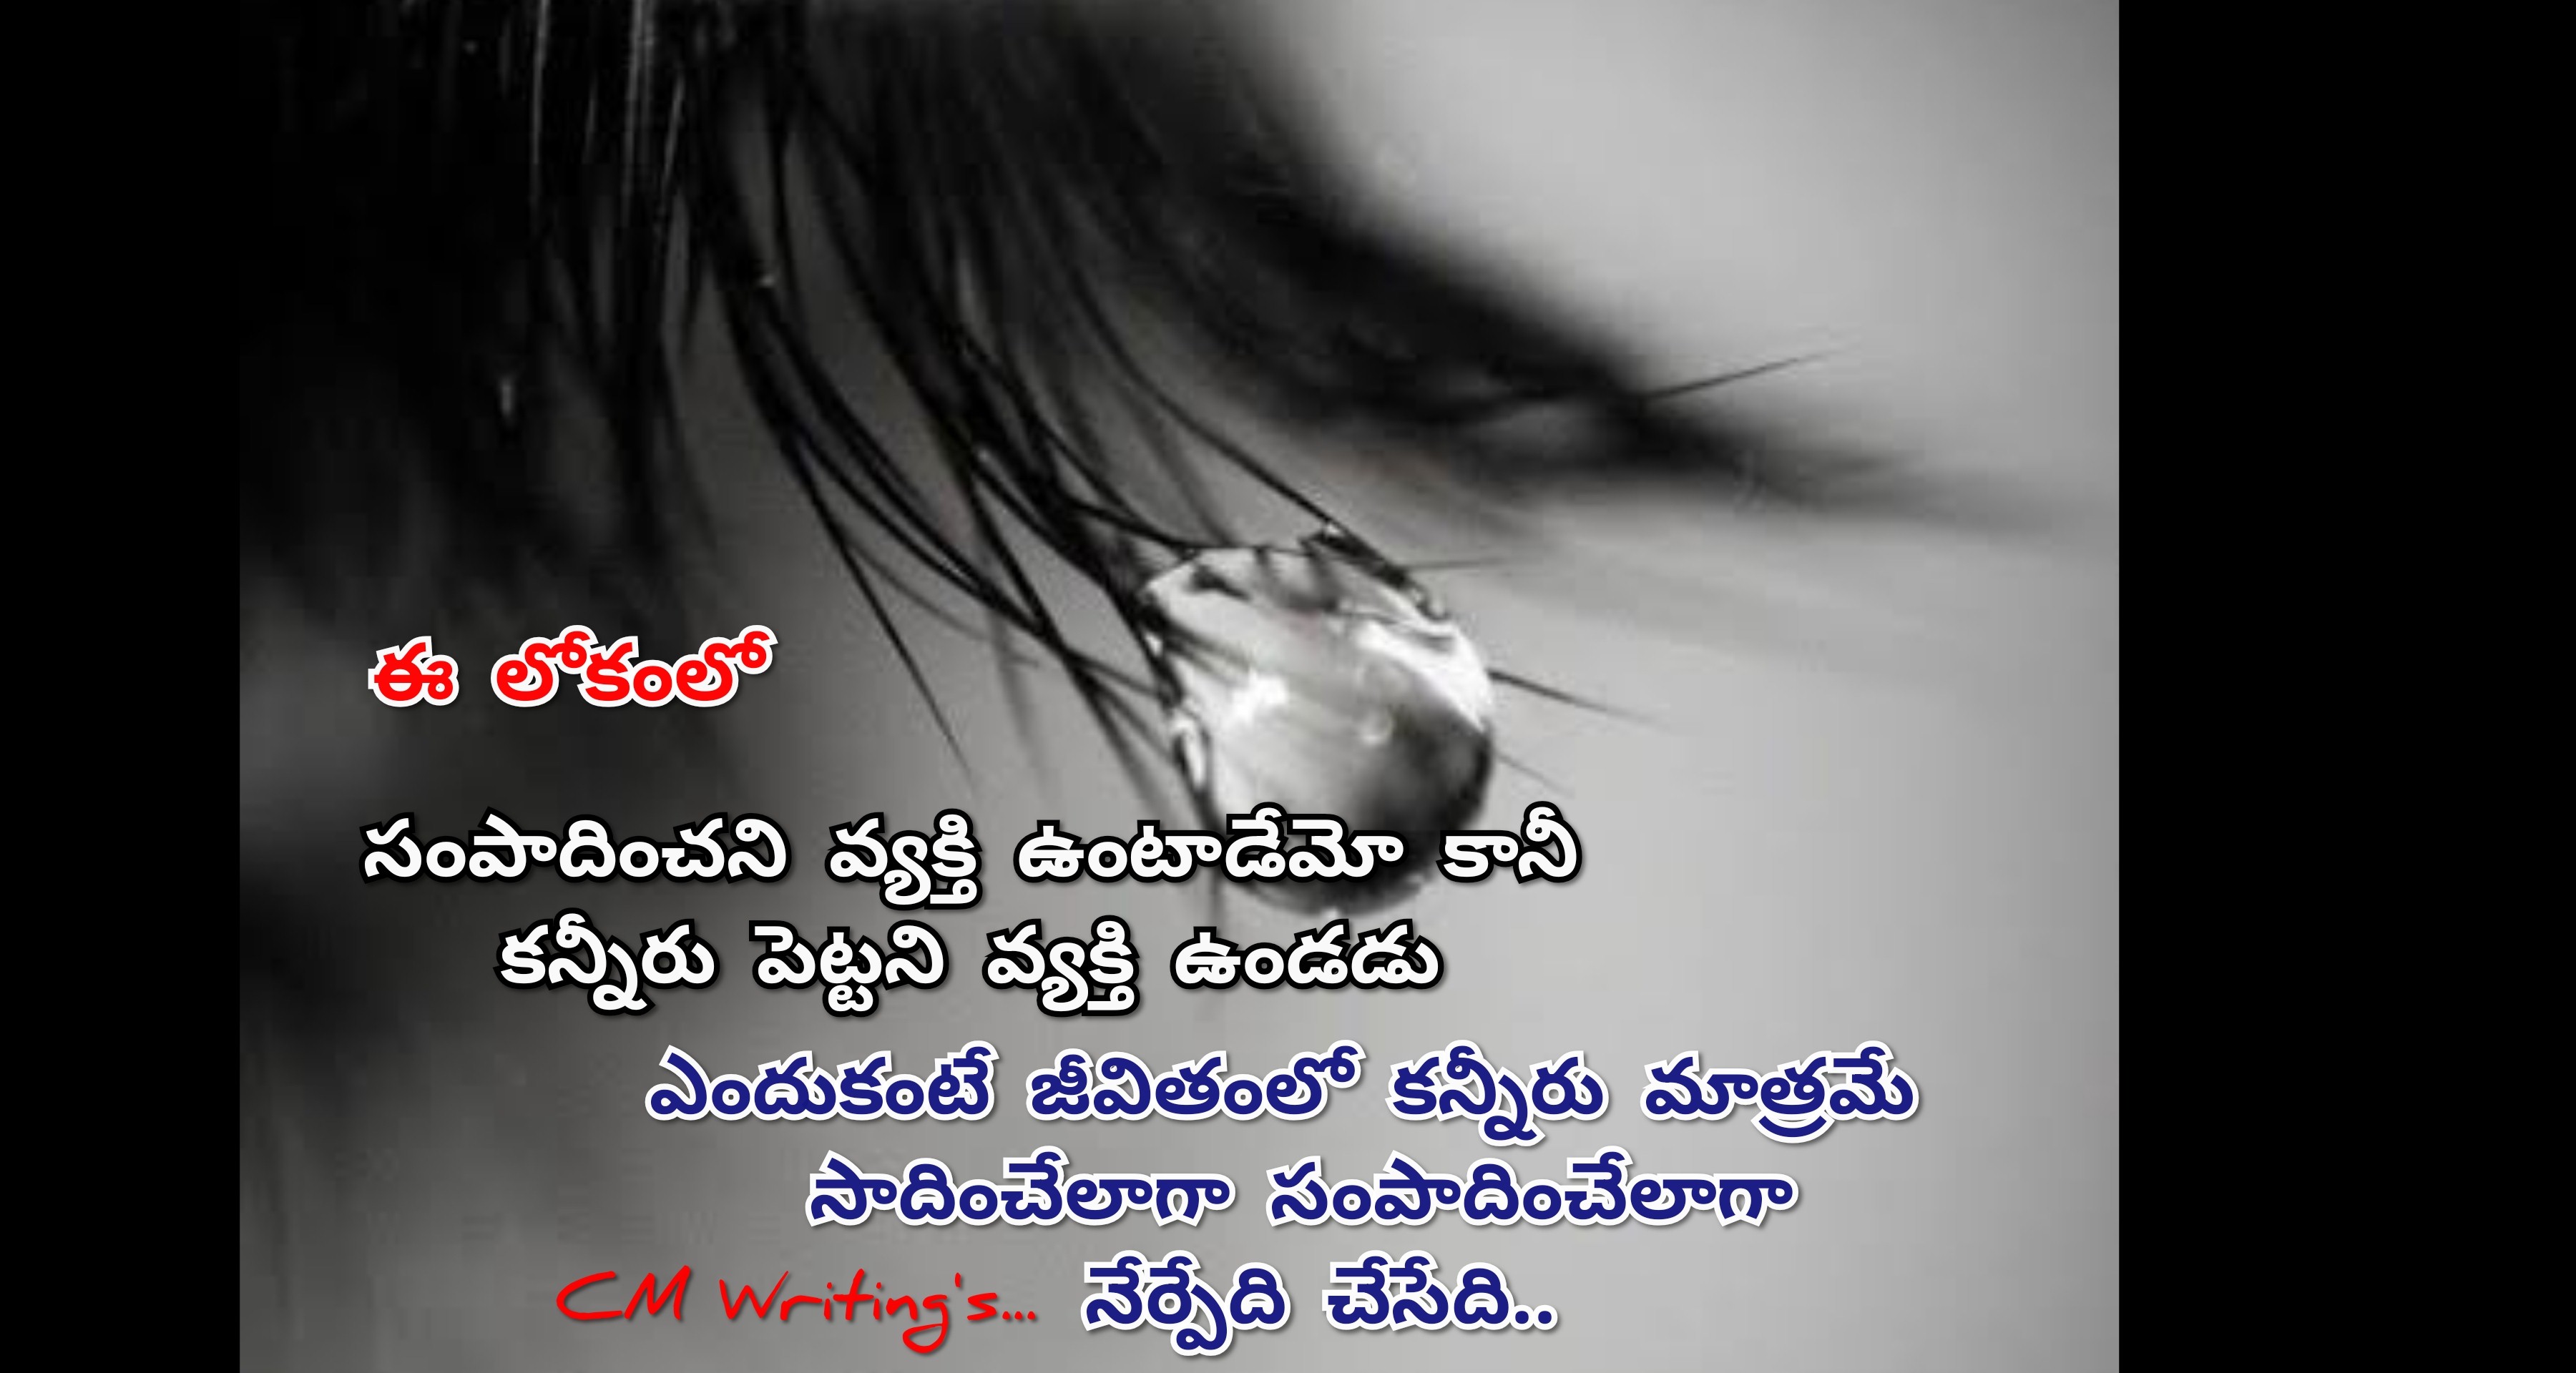 ఈ లోకంలో
సంపాదించని వ్యక్తి ఉంటాడేమో కానీ
కన్నీరు పెట్టని వ్యక్తి ఉండడు
ఎందుకంటే జీవితంలో కన్నీరు మాత్రమే
సాదించేలాగా సంపాదించేలాగా
CM Writing's... నేర్పేది చేసేది..